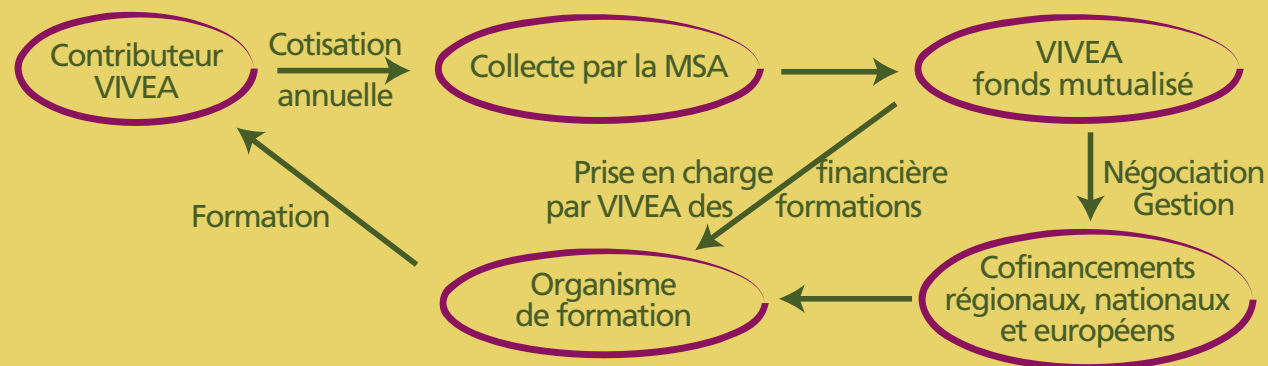 Contributeur
VIVEA
Cotisation
annuelle
Collecte par la MSA
VIVEA
fonds mutualisé
Prise en charge financière
par VIVEA des formations
Négociation
Gestion
Formation
Organisme
de formation
Cofinancements
régionaux, nationaux
et européens